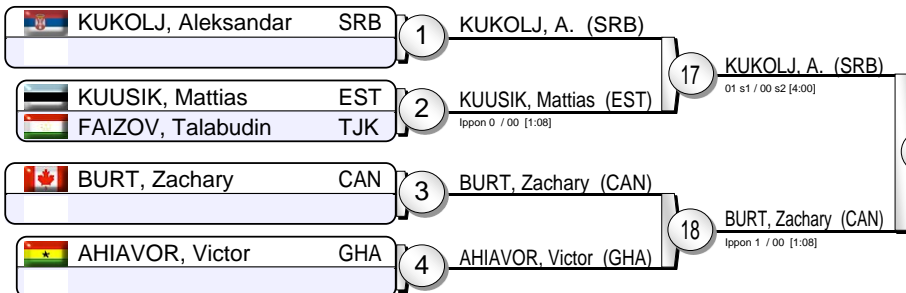 KUKOLJ, Aleksandar SRB
1
KUKOLJ, A. (SRB)
17
KUKOLJ, A. (SRB)
01 s1 / 00 s2 [4:00]
KUUSIK, Mattias EST
2
KUUSIK, Mattias (EST)
Ippon 0 / 00 [1:08]
FAIZOV, Talabudin TJK
BURT, Zachary CAN
3
BURT, Zachary (CAN)
18
BURT, Zachary (CAN)
Ippon 1 / 00 [1:08]
AHIAVOR, Victor GHA
4
AHIAVOR, Victor (GHA)